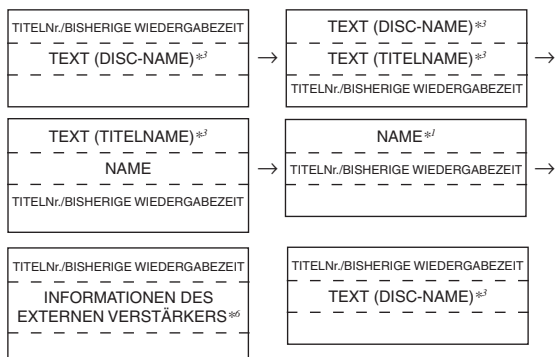 TITELNr./BISHERIGE WIEDERGABEZEIT
TEXT (DISC-NAME)*3
→
TEXT (DISC-NAME)*3
TEXT (TITELNAME)*3
TITELNr./BISHERIGE WIEDERGABEZEIT
→
TEXT (TITELNAME)*3
NAME
TITELNr./BISHERIGE WIEDERGABEZEIT
→
NAME*1
TITELNr./BISHERIGE WIEDERGABEZEIT
→
TITELNr./BISHERIGE WIEDERGABEZEIT
INFORMATIONEN DES
EXTERNEN VERSTÄRKERS*6
TITELNr./BISHERIGE WIEDERGABEZEIT
TEXT (DISC-NAME)*3